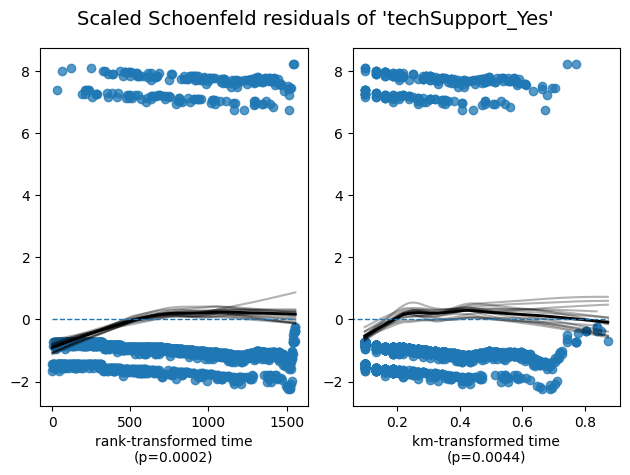 Scaled Schoenfeld residuals of 'techSupport_Yes'
8
6
4
2
0
−2
0 500 1000 1500
rank-transformed time
(p=0.0002)
8
6
4
2
0
−2
0.2 0.4 0.6 0.8
km-transformed time
(p=0.0044)